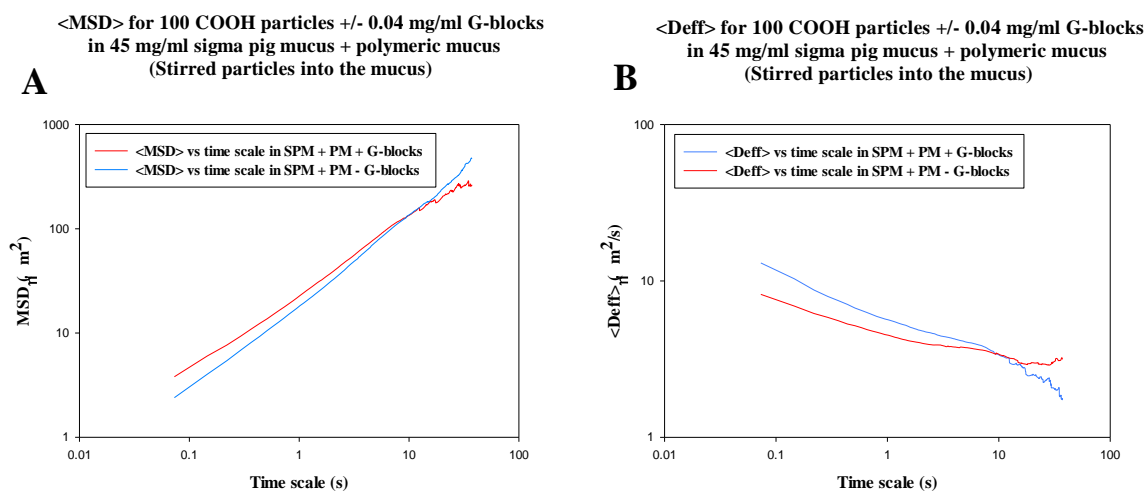 <MSD> for 100 COOH particles +/- 0.04 mg/ml G-blocks
in 45 mg/ml sigma pig mucus + polymeric mucus
(Stirred particles into the mucus)
A
1000
100
10
1
0.01
0.1
1
10
100
<MSD> vs time scale in SPM + PM + G-blocks
<MSD> vs time scale in SPM + PM - G-blocks
MSD ( m²)
Time scale (s)
<Deff> for 100 COOH particles +/- 0.04 mg/ml G-blocks
in 45 mg/ml sigma pig mucus + polymeric mucus
(Stirred particles into the mucus)
B
100
10
1
0.01
0.1
1
10
100
<Deff> vs time scale in SPM + PM + G-blocks
<Deff> vs time scale in SPM + PM - G-blocks
<Deff> ( m²/s)
Time scale (s)